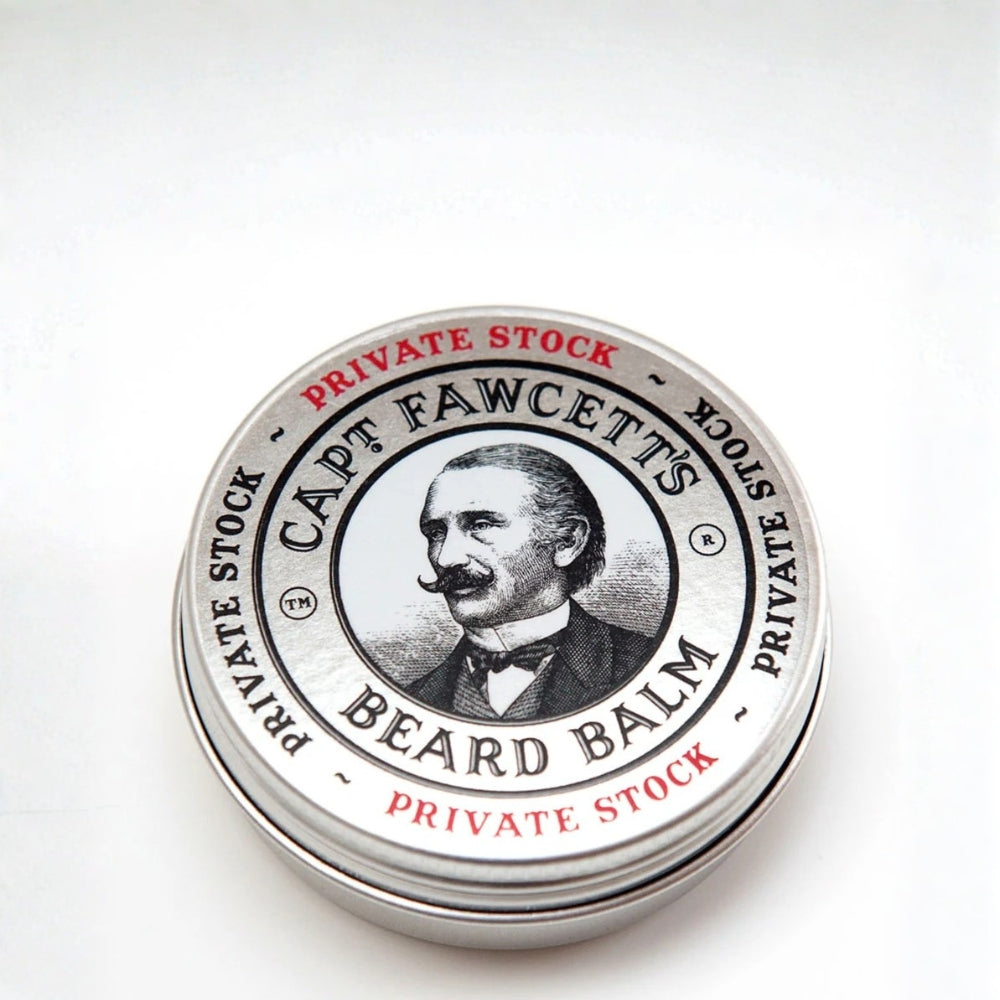 PRIVATE STOCK
~
PRIVATE STOCK
~
PRIVATE STOCK
~
PRIVATE STOCK
~
CAPT. FAWCETT'S
®
BEARD BALM
TM